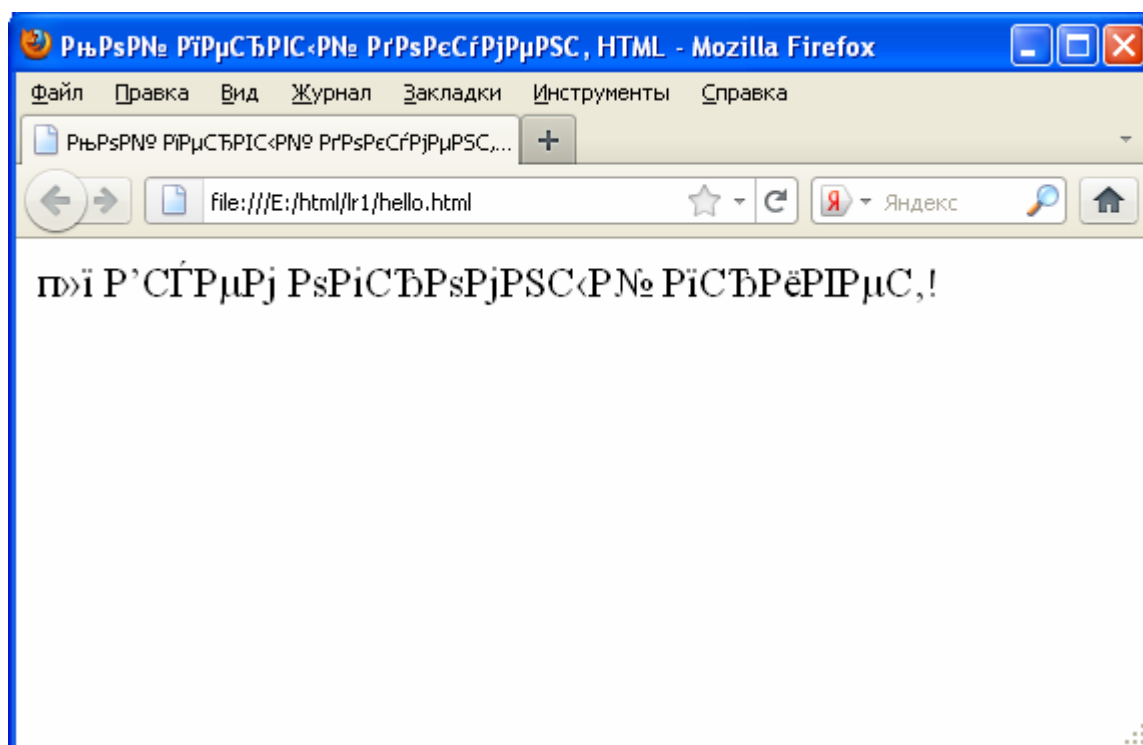 РњРѕР№ РїРµСЂРІС‹Р№ РґРѕРєСѓРјРµРЅС‚ HTML - Mozilla Firefox
Файл Правка Вид Журнал Закладки Инструменты Справка
РњРѕР№ РїРµСЂРІС‹Р№ РґРѕРєСѓРјРµРЅС‚...
file:///E:/html/lr1/hello.html Я Яндекс
п»ї Р’СЃРµРј РѕРіСЂРѕРјРЅС‹Р№ РїСЂРёРІРµС‚!